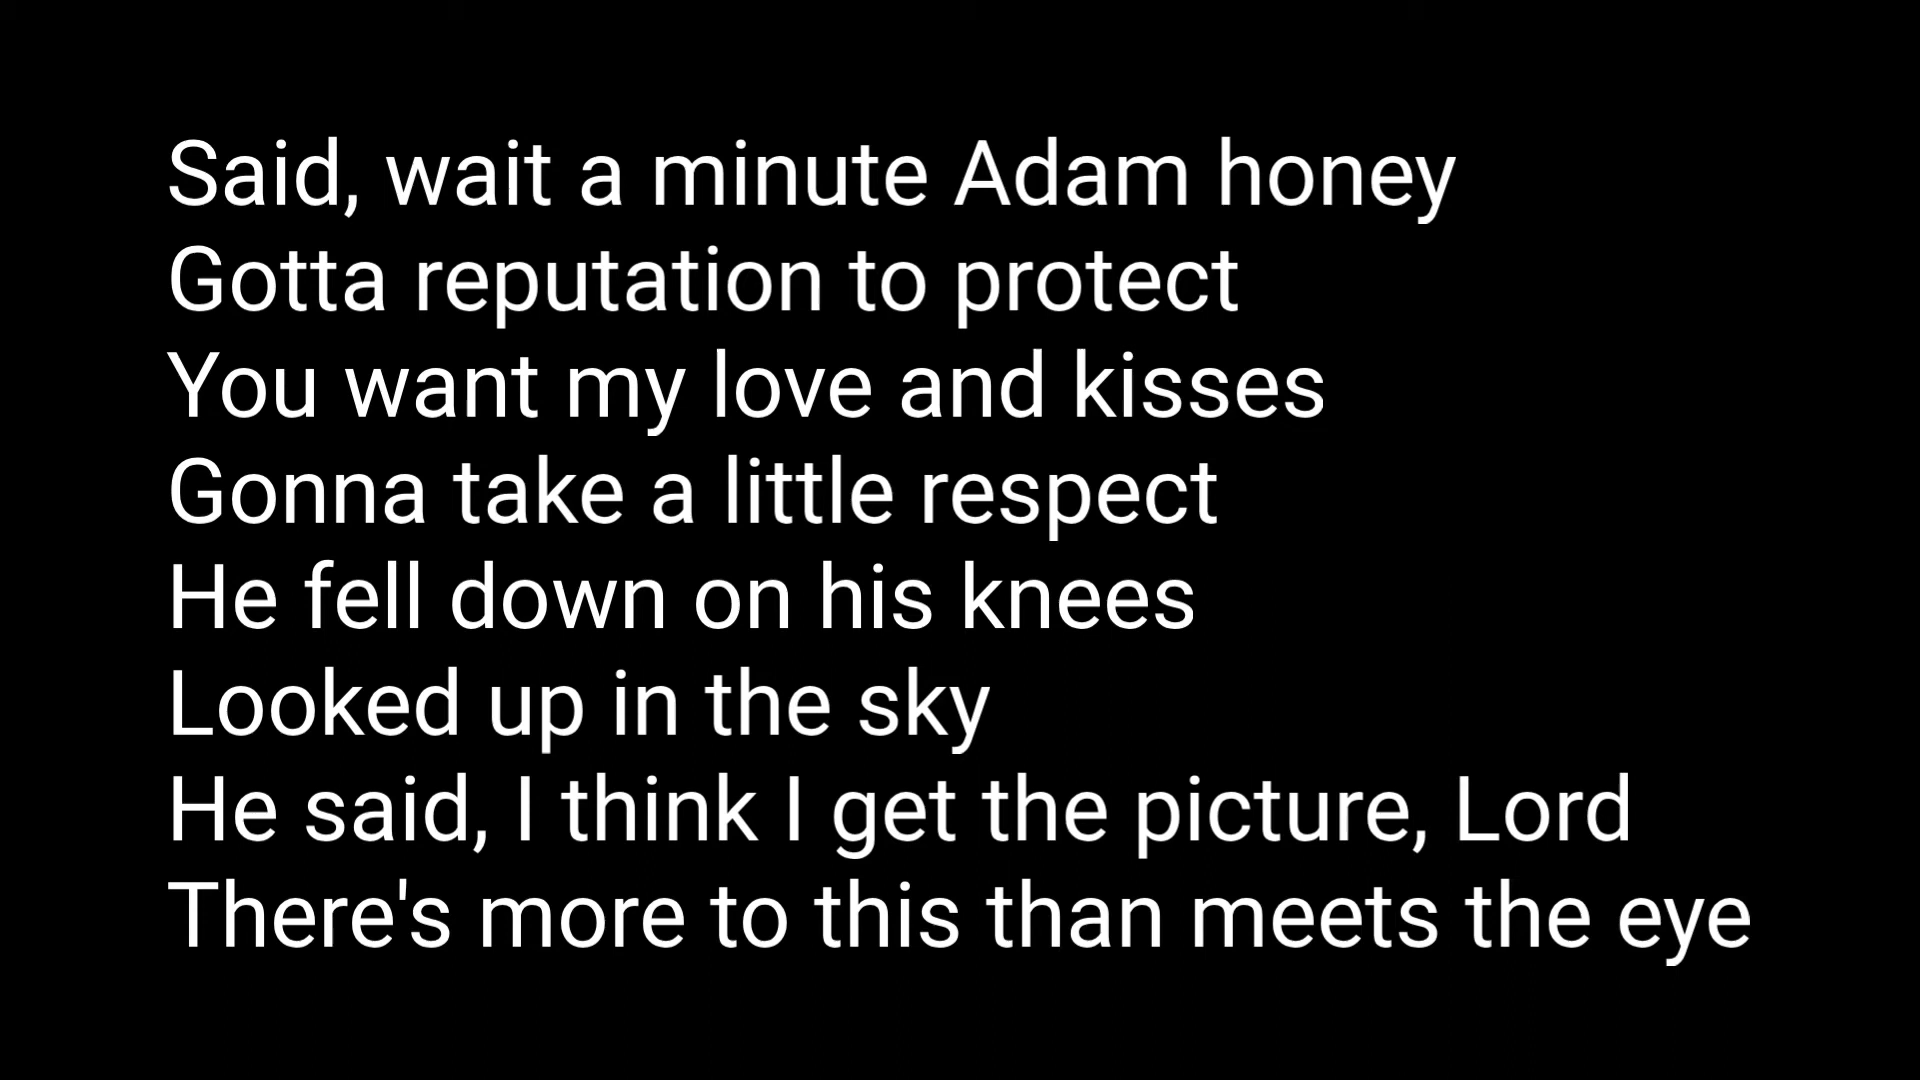 Said, wait a minute Adam honey
Gotta reputation to protect
You want my love and kisses
Gonna take a little respect
He fell down on his knees
Looked up in the sky
He said, I think I get the picture, Lord
There's more to this than meets the eye